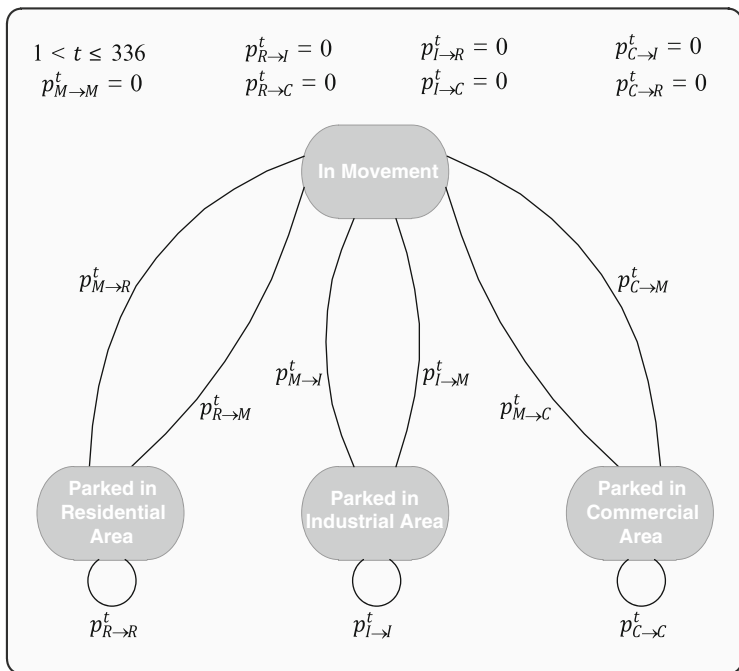 1 < t ≤ 336
p^t_{M→M} = 0
p^t_{R→I} = 0
p^t_{R→C} = 0
p^t_{I→R} = 0
p^t_{I→C} = 0
p^t_{C→I} = 0
p^t_{C→R} = 0
In Movement
p^t_{M→R}
p^t_{R→M}
p^t_{M→I}
p^t_{I→M}
p^t_{M→C}
p^t_{C→M}
Parked in
Residential
Area
Parked in
Industrial Area
Parked in
Commercial
Area
p^t_{R→R}
p^t_{I→I}
p^t_{C→C}